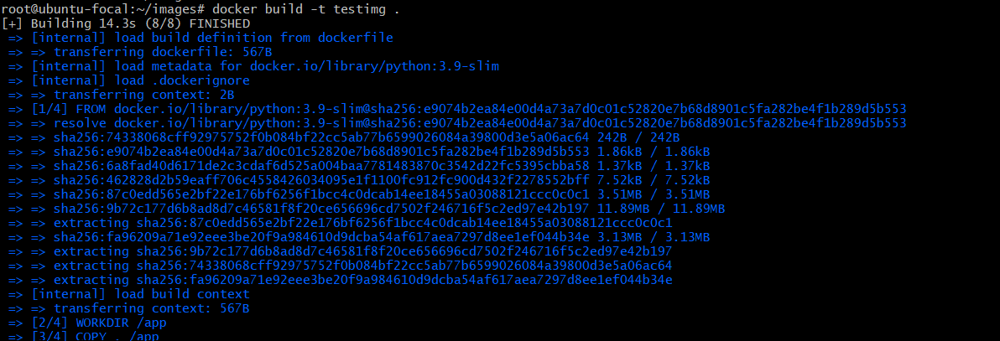 root@ubuntu-focal:~/images# docker build -t testimg .
[+] Building 14.3s (8/8) FINISHED
=> [internal] load build definition from dockerfile
=> => transferring dockerfile: 567B
=> [internal] load metadata for docker.io/library/python:3.9-slim
=> [internal] load .dockerignore
=> => transferring context: 2B
=> [1/4] FROM docker.io/library/python:3.9-slim@sha256:e9074b2ea84e00d4a73a7d0c01c52820e7b68d8901c5fa282be4f1b289d5b553
=> => resolve docker.io/library/python:3.9-slim@sha256:e9074b2ea84e00d4a73a7d0c01c52820e7b68d8901c5fa282be4f1b289d5b553
=> => sha256:74338068cff92975752f0b084bf22cc5ab77b6599026084a39800d3e5a06ac64 242B / 242B
=> => sha256:e9074b2ea84e00d4a73a7d0c01c52820e7b68d8901c5fa282be4f1b289d5b553 1.86kB / 1.86kB
=> => sha256:6a8fad40d6171de2c3cdaf6d525a004baa7781483870c3542d22fc5395cbba58 1.37kB / 1.37kB
=> => sha256:462828d2b59eaff706c4558426034095e1f1100fc912fc900d432f2278552bff 7.52kB / 7.52kB
=> => sha256:87c0edd565e2bf22e176bf6256f1bcc4c0dcab14ee18455a03088121ccc0c0c1 3.51MB / 3.51MB
=> => sha256:9b72c177d6b8ad8d7c46581f8f20ce656696cd7502f246716f5c2ed97e42b197 11.89MB / 11.89MB
=> => extracting sha256:87c0edd565e2bf22e176bf6256f1bcc4c0dcab14ee18455a03088121ccc0c0c1
=> => sha256:fa96209a71e92eee3be20f9a984610d9dcba54af617aea7297d8ee1ef044b34e 3.13MB / 3.13MB
=> => extracting sha256:9b72c177d6b8ad8d7c46581f8f20ce656696cd7502f246716f5c2ed97e42b197
=> => extracting sha256:74338068cff92975752f0b084bf22cc5ab77b6599026084a39800d3e5a06ac64
=> => extracting sha256:fa96209a71e92eee3be20f9a984610d9dcba54af617aea7297d8ee1ef044b34e
=> [internal] load build context
=> => transferring context: 567B
=> [2/4] WORKDIR /app
=> [3/4] COPY . /app